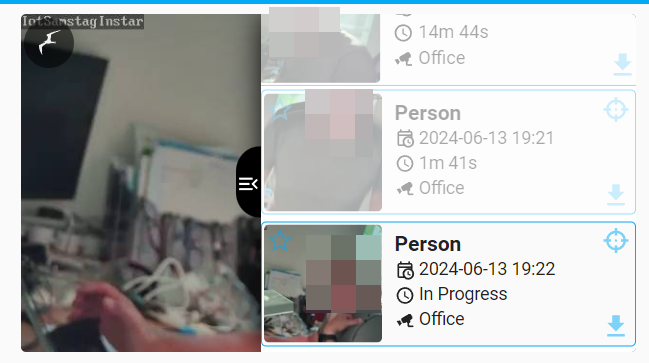 IotSamstagInstar
14m 44s
Office
Person
2024-06-13 19:21
1m 41s
Office
Person
2024-06-13 19:22
In Progress
Office